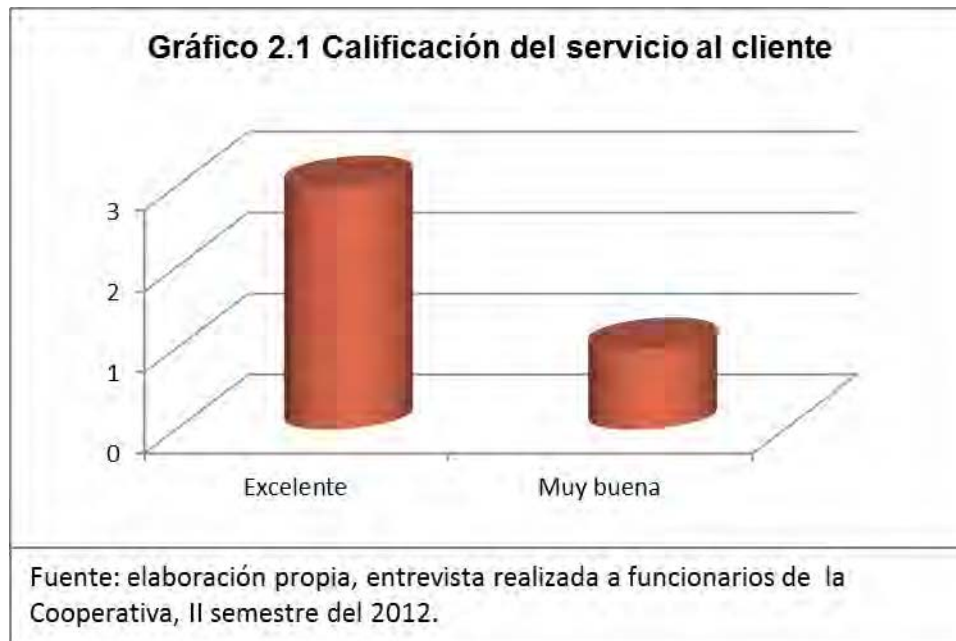 Gráfico 2.1 Calificación del servicio al cliente
3
2
1
0
Excelente Muy buena
Fuente: elaboración propia, entrevista realizada a funcionarios de la
Cooperativa, II semestre del 2012.